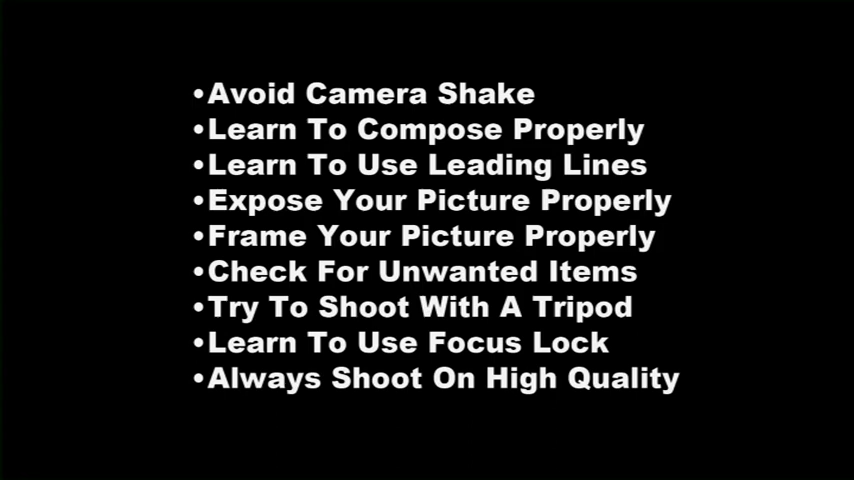 •Avoid Camera Shake
•Learn To Compose Properly
•Learn To Use Leading Lines
•Expose Your Picture Properly
•Frame Your Picture Properly
•Check For Unwanted Items
•Try To Shoot With A Tripod
•Learn To Use Focus Lock
•Always Shoot On High Quality